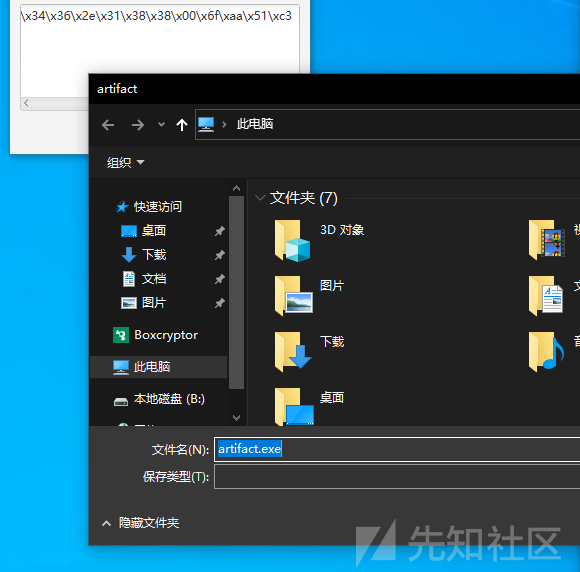 \x34\x36\x2e\x31\x38\x38\x00\x6f\xaa\x51\xc3
artifact
此电脑
组织
文件夹 (7)
快速访问
桌面
下载
文档
图片
Boxcryptor
此电脑
本地磁盘 (B:)
3D 对象
图片
下载
桌面
文件名(N):
artifact.exe
保存类型(T):
隐藏文件夹
先知社区